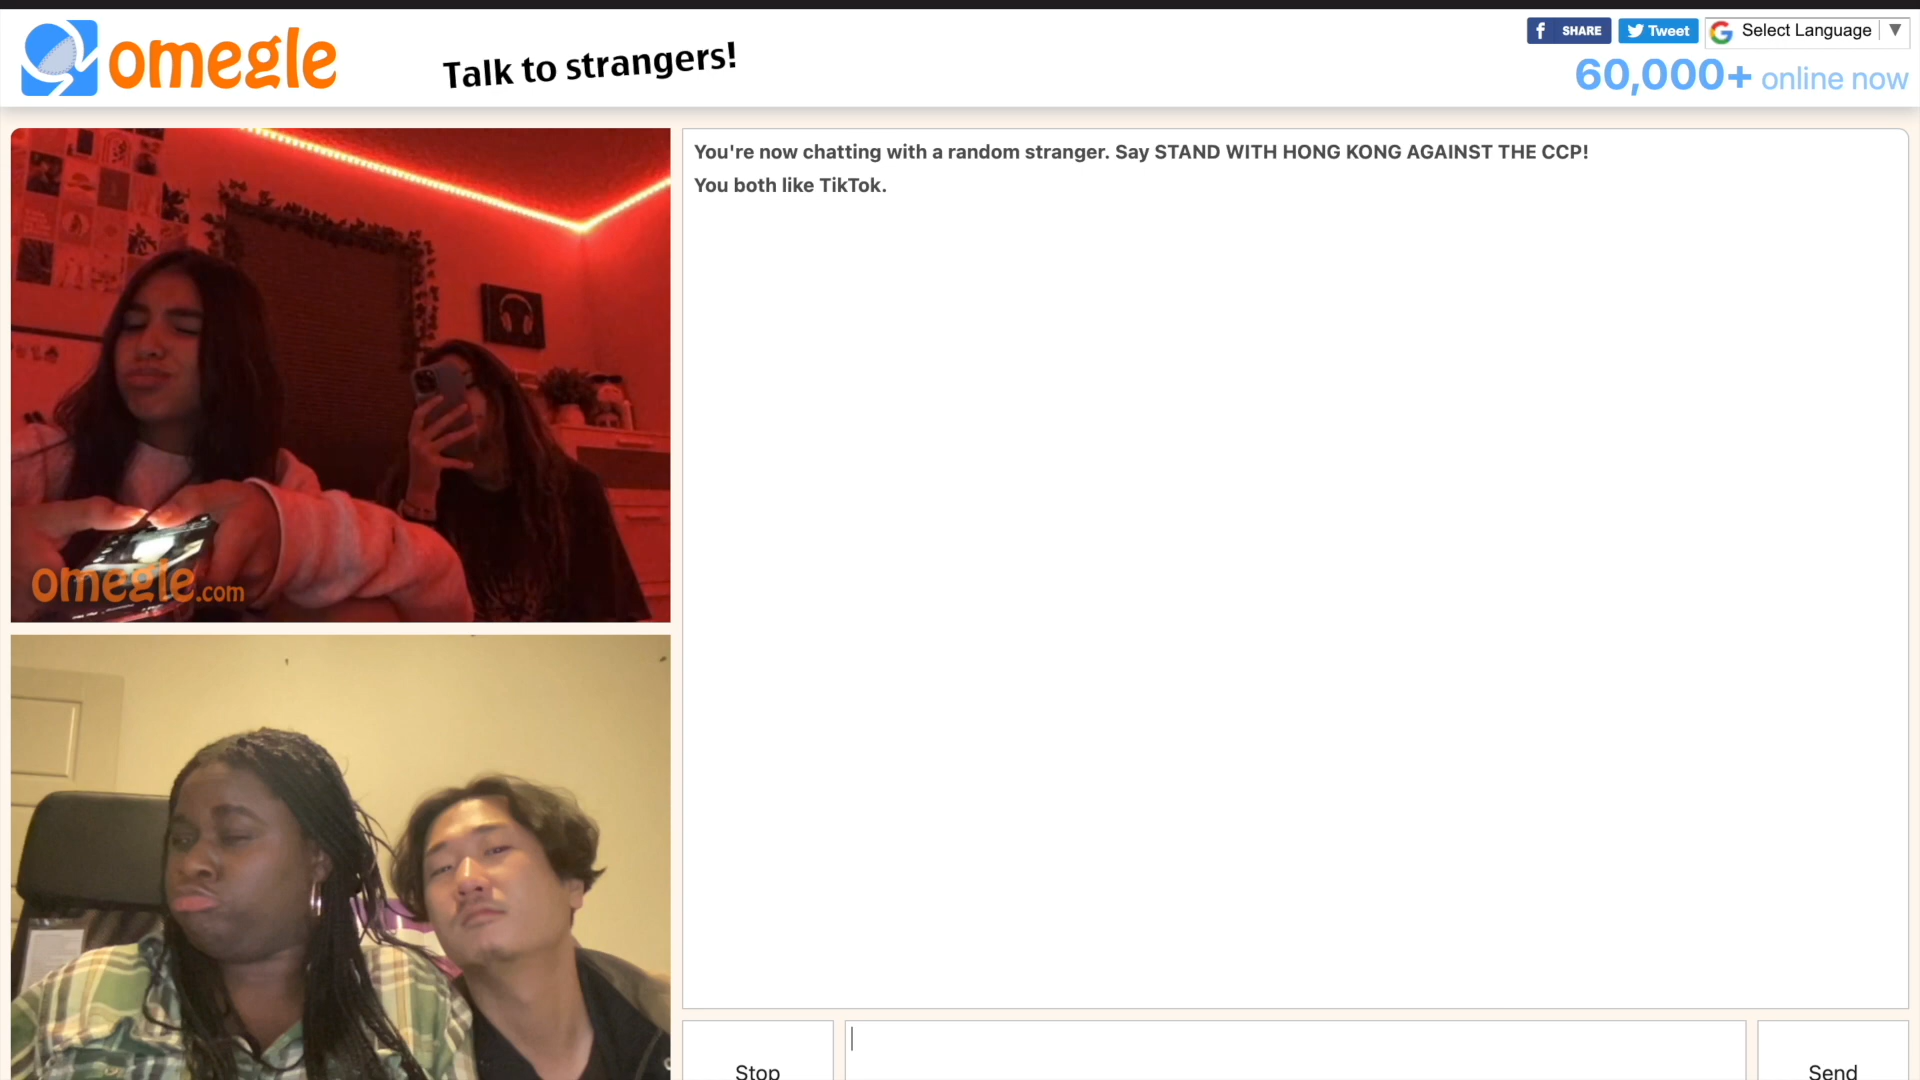 omegle
Talk to strangers!
SHARE
Tweet
Select Language
60,000+ online now
You're now chatting with a random stranger. Say STAND WITH HONG KONG AGAINST THE CCP!
You both like TikTok.
omegle.com
Stop
Send